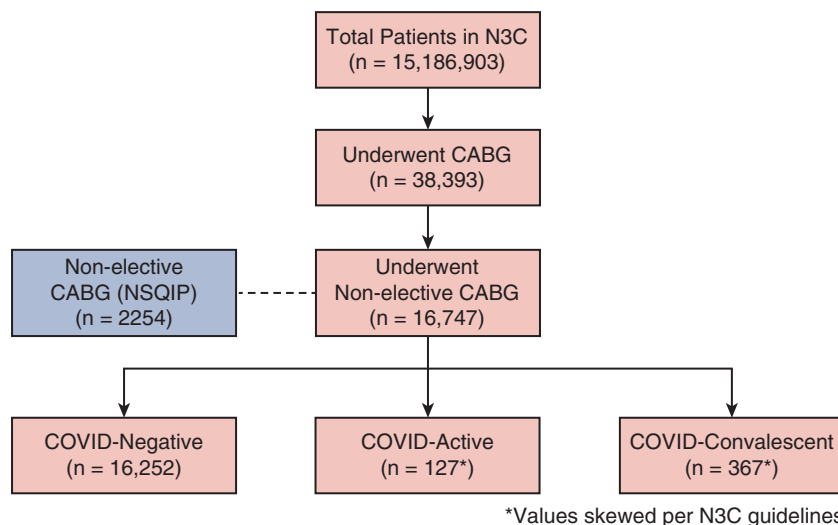 Total Patients in N3C
(n = 15,186,903)
Underwent CABG
(n = 38,393)
Non-elective
CABG (NSQIP)
(n = 2254)
Underwent
Non-elective CABG
(n = 16,747)
COVID-Negative
(n = 16,252)
COVID-Active
(n = 127*)
COVID-Convalescent
(n = 367*)
*Values skewed per N3C guidelines